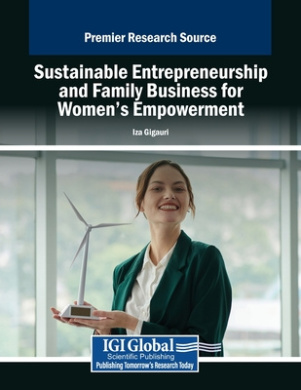 Premier Research Source
Sustainable Entrepreneurship
and Family Business for
Women's Empowerment
Iza Gigauri
IGI Global
Scientific Publishing
Publishing Tomorrow's Research Today